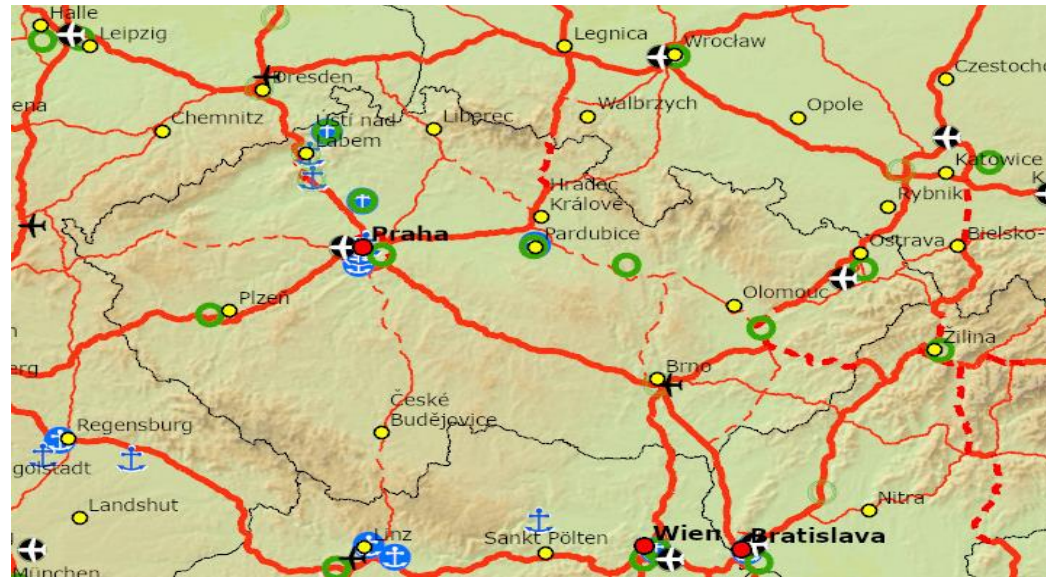 Halle
Leipzig
Legnica
Wrocław
Dresden
Czestocho
ena
Chemnitz
Ústí nad
Labem
Liberec
Walbrzych
Opole
Katowice
K
Rybnik
Hradec
Králové
Praha
Pardubice
Ostrava
Bielsko-
Plzeň
Olomouc
Žilina
erg
Brno
České
Budějovice
Regensburg
golstadt
Landshut
Nitra
Linz
Sankt Pölten
Wien
Bratislava
München